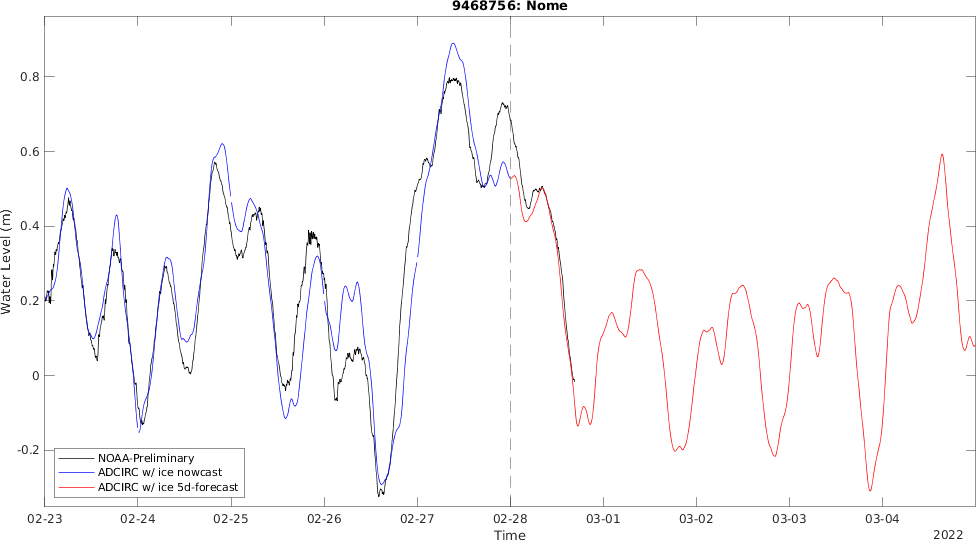 9468756: Nome
Water Level (m)
0.8
0.6
0.4
0.2
0
-0.2
NOAA-Preliminary
ADCIRC w/ ice nowcast
ADCIRC w/ ice 5d-forecast
02-23 02-24 02-25 02-26 02-27 02-28 03-01 03-02 03-03 03-04
Time
2022